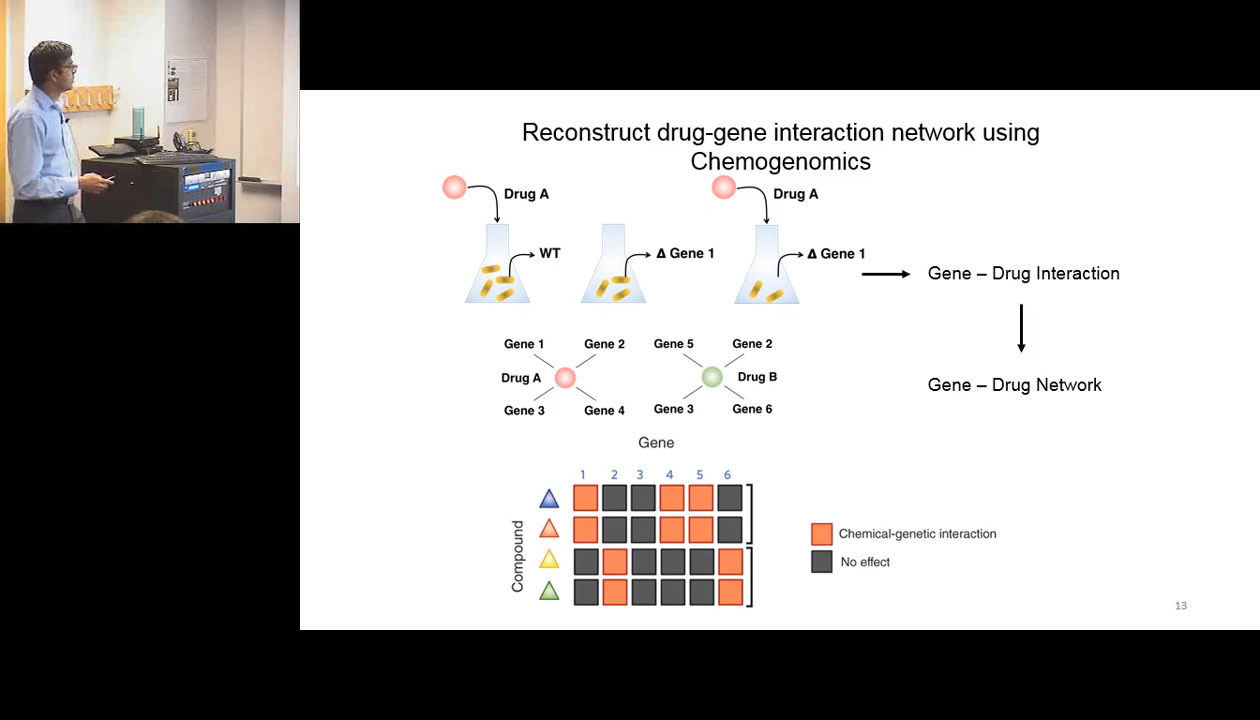 Reconstruct drug-gene interaction network using
Chemogenomics
Drug A
Drug A
WT
Δ Gene 1
Δ Gene 1
Gene – Drug Interaction
Gene 1
Gene 2
Gene 5
Gene 2
Drug A
Drug B
Gene – Drug Network
Gene 3
Gene 4
Gene 3
Gene 6
Gene
1 2 3 4 5 6
Compound
Chemical-genetic interaction
No effect
13